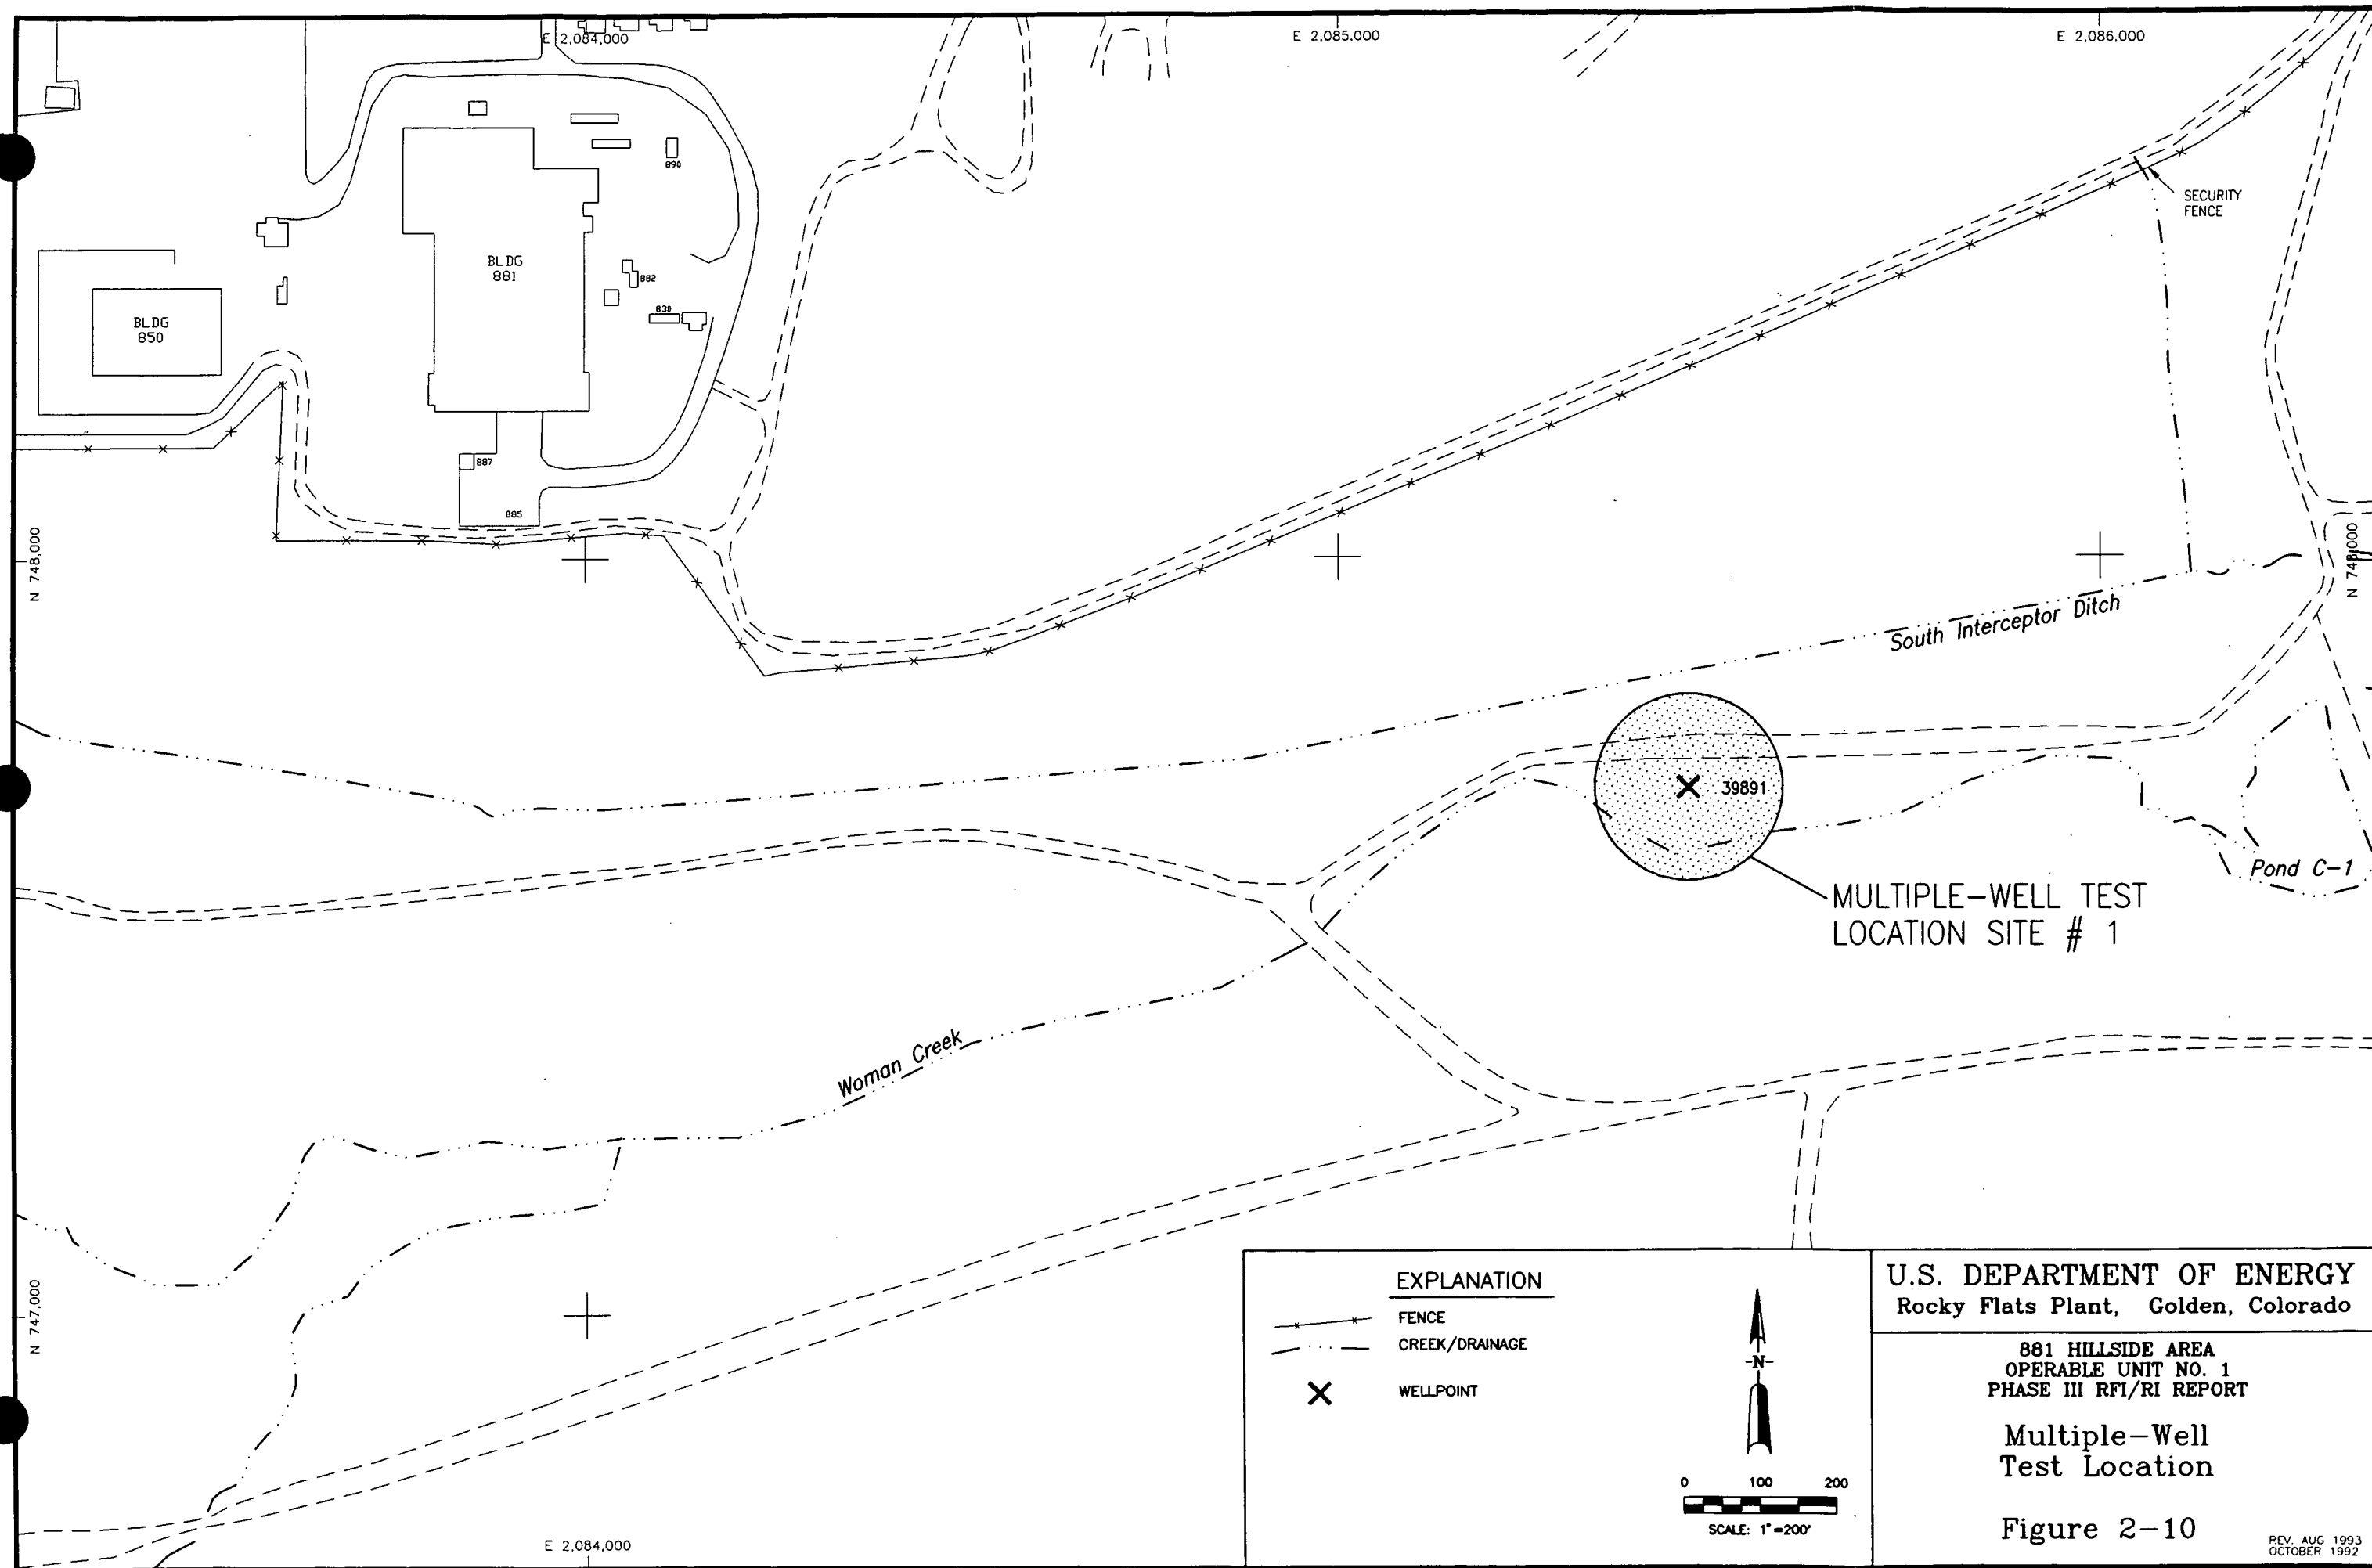 E 2,084,000
E 2,085,000
E 2,086,000
890
SECURITY
FENCE
BLDG
881
882
830
BLDG
850
887
885
N 748,000
N 748,000
South Interceptor Ditch
39891
Pond C-1
MULTIPLE-WELL TEST
LOCATION SITE # 1
Woman Creek
N 747,000
E 2,084,000
EXPLANATION
FENCE
CREEK/DRAINAGE
WELLPOINT
-N-
0 100 200
SCALE: 1"=200'
U.S. DEPARTMENT OF ENERGY
Rocky Flats Plant, Golden, Colorado
881 HILLSIDE AREA
OPERABLE UNIT NO. 1
PHASE III RFI/RI REPORT
Multiple-Well
Test Location
Figure 2-10
REV. AUG 1993
OCTOBER 1992